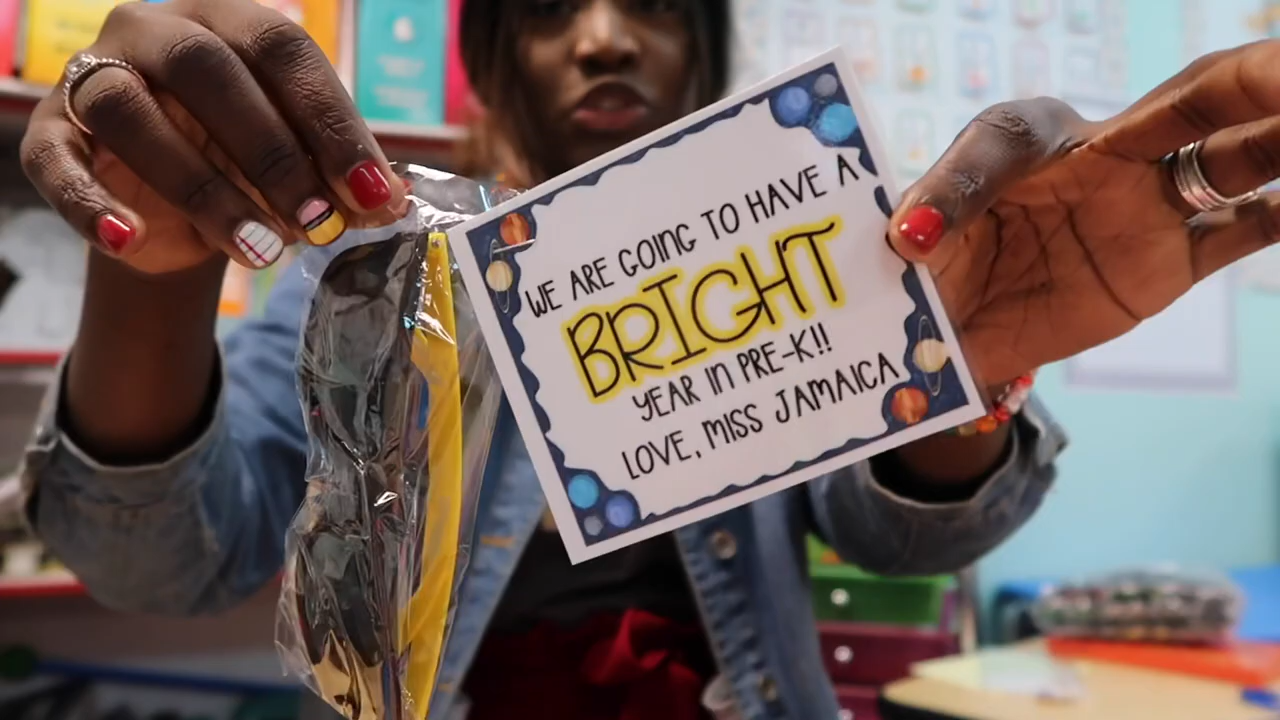 WE ARE GOING TO HAVE A
BRIGHT
YEAR IN PRE-K!!
LOVE, MISS JAMAICA